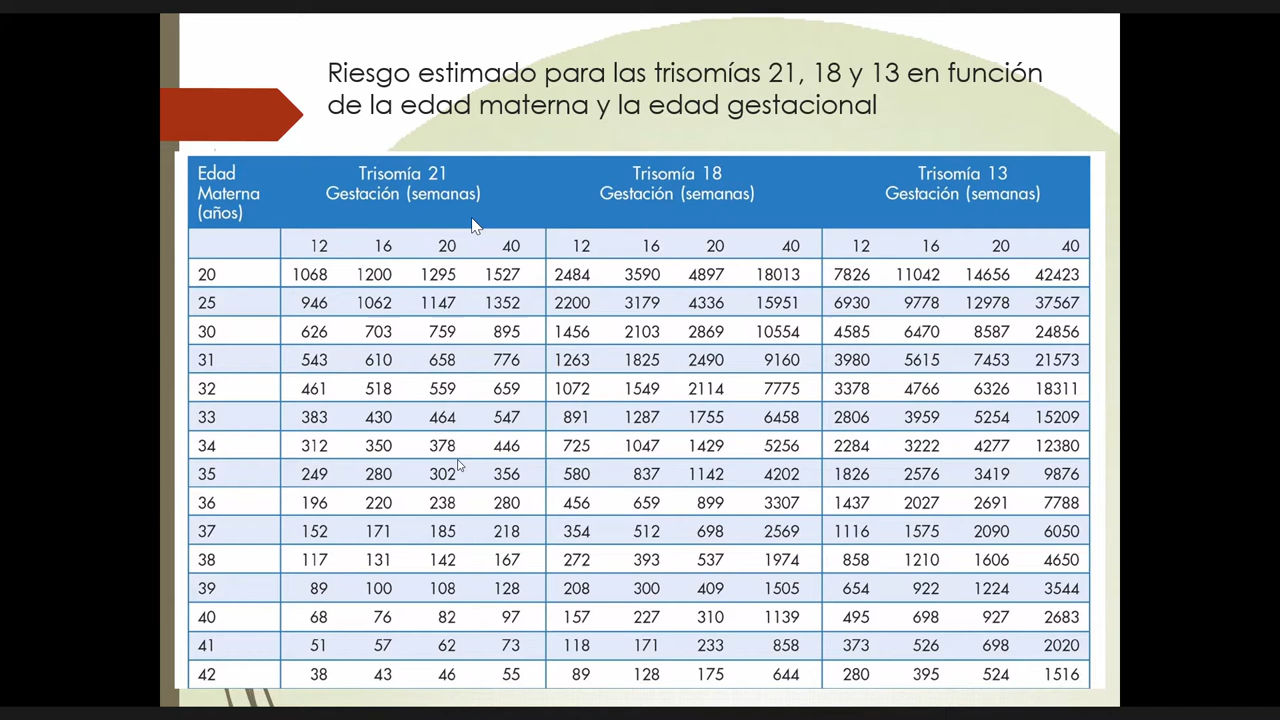 Riesgo estimado para las trisomías 21, 18 y 13 en función
de la edad materna y la edad gestacional
Edad Materna (años) Trisomía 21 Gestación (semanas) Trisomía 18 Gestación (semanas) Trisomía 13 Gestación (semanas)
12 16 20 40 12 16 20 40 12 16 20 40
20 1068 1200 1295 1527 2484 3590 4897 18013 7826 11042 14656 42423
25 946 1062 1147 1352 2200 3179 4336 15951 6930 9778 12978 37567
30 626 703 759 895 1456 2103 2869 10554 4585 6470 8587 24856
31 543 610 658 776 1263 1825 2490 9160 3980 5615 7453 21573
32 461 518 559 659 1072 1549 2114 7775 3378 4766 6326 18311
33 383 430 464 547 891 1287 1755 6458 2806 3959 5254 15209
34 312 350 378 446 725 1047 1429 5256 2284 3222 4277 12380
35 249 280 302 356 580 837 1142 4202 1826 2576 3419 9876
36 196 220 238 280 456 659 899 3307 1437 2027 2691 7788
37 152 171 185 218 354 512 698 2569 1116 1575 2090 6050
38 117 131 142 167 272 393 537 1974 858 1210 1606 4650
39 89 100 108 128 208 300 409 1505 654 922 1224 3544
40 68 76 82 97 157 227 310 1139 495 698 927 2683
41 51 57 62 73 118 171 233 858 373 526 698 2020
42 38 43 46 55 89 128 175 644 280 395 524 1516